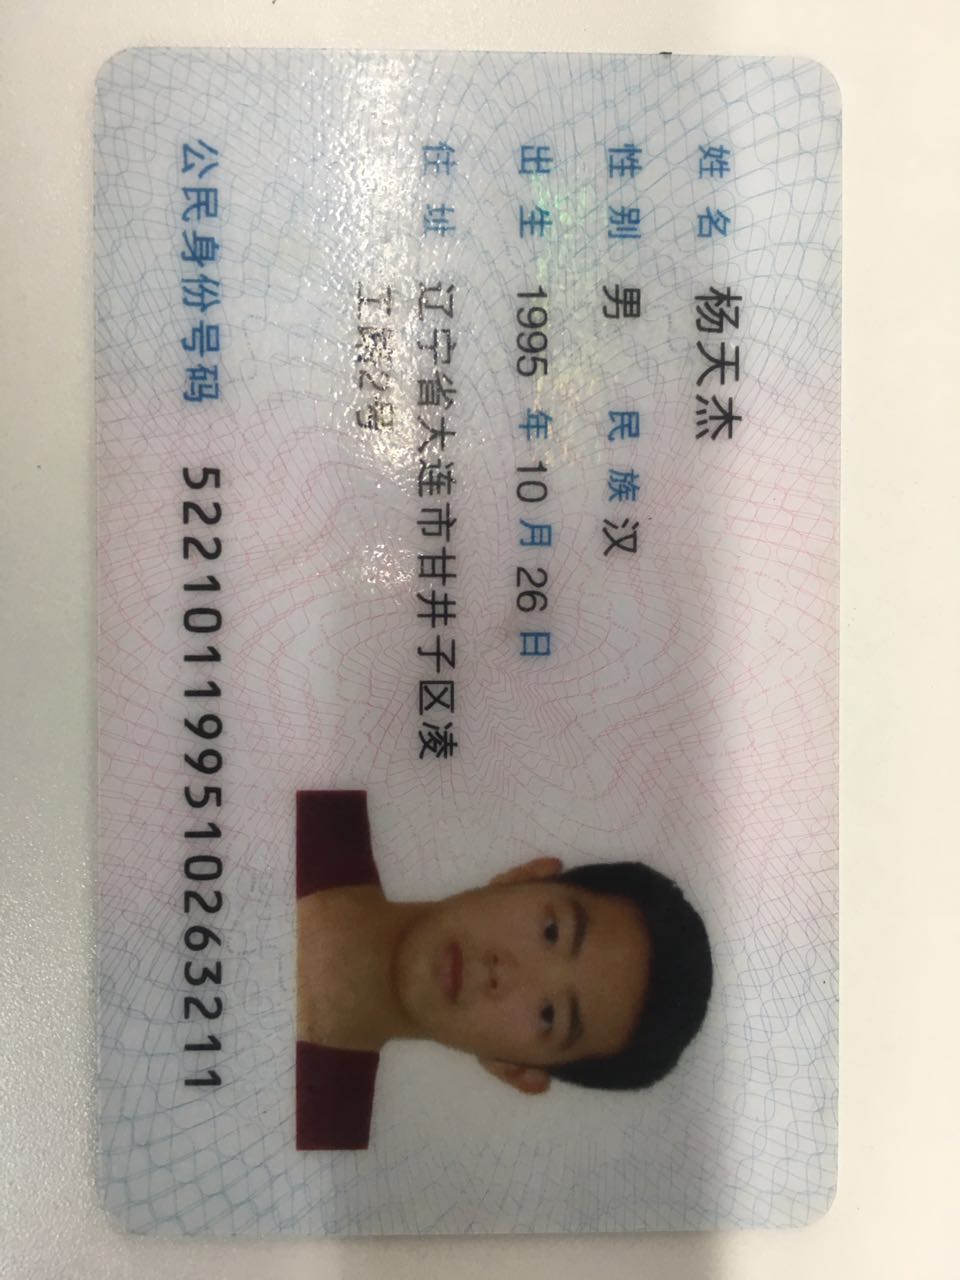 姓名 杨天杰
性别 男 民族 汉
出生 1995 年 10 月 26 日
住址 辽宁省大连市甘井子区凌
工路2号
公民身份号码 522101199510263211